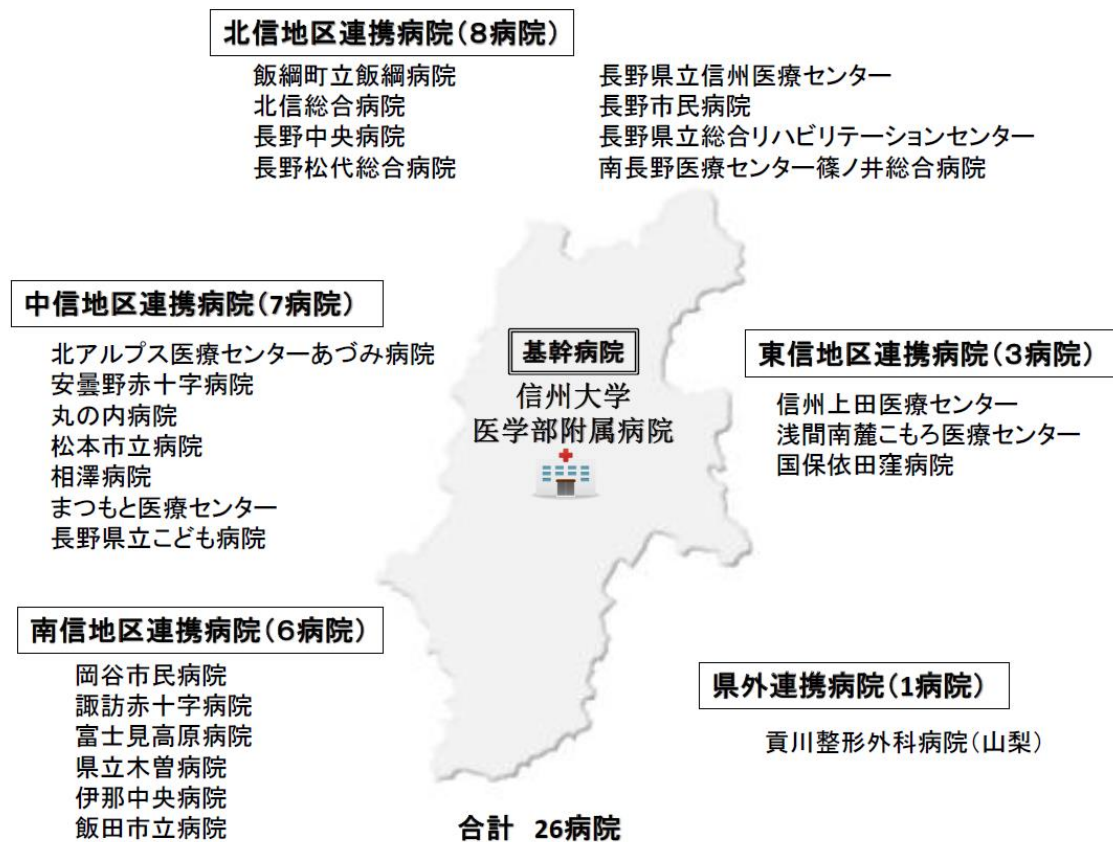 北信地区連携病院(8病院)
飯綱町立飯綱病院
北信総合病院
長野中央病院
長野松代総合病院
長野県立信州医療センター
長野市民病院
長野県立総合リハビリテーションセンター
南長野医療センター篠ノ井総合病院
中信地区連携病院(7病院)
北アルプス医療センターあづみ病院
安曇野赤十字病院
丸の内病院
松本市立病院
相澤病院
まつもと医療センター
長野県立こども病院
基幹病院
信州大学
医学部附属病院
東信地区連携病院(3病院)
信州上田医療センター
浅間南麓こもろ医療センター
国保依田窪病院
南信地区連携病院(6病院)
岡谷市民病院
諏訪赤十字病院
富士見高原病院
県立木曽病院
伊那中央病院
飯田市立病院
県外連携病院(1病院)
貢川整形外科病院(山梨)
合計 26病院